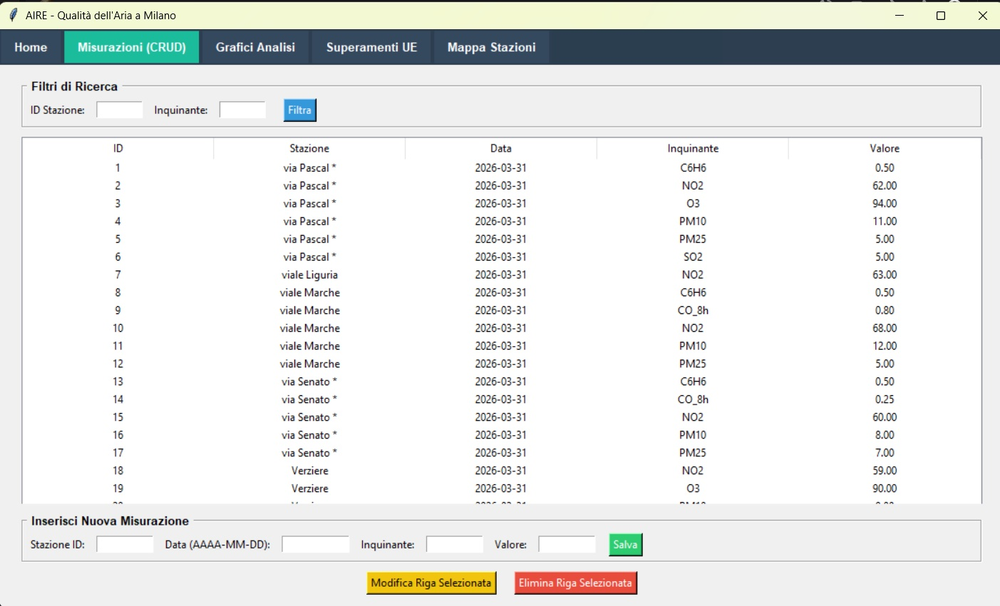 AIRE - Qualità dell'Aria a Milano
Home Misurazioni (CRUD) Grafici Analisi Superamenti UE Mappa Stazioni
Filtri di Ricerca
ID Stazione: Inquinante: Filtra
ID Stazione Data Inquinante Valore
1 via Pascal * 2026-03-31 C6H6 0.50
2 via Pascal * 2026-03-31 NO2 62.00
3 via Pascal * 2026-03-31 O3 94.00
4 via Pascal * 2026-03-31 PM10 11.00
5 via Pascal * 2026-03-31 PM25 5.00
6 via Pascal * 2026-03-31 SO2 5.00
7 viale Liguria 2026-03-31 NO2 63.00
8 viale Marche 2026-03-31 C6H6 0.50
9 viale Marche 2026-03-31 CO_8h 0.80
10 viale Marche 2026-03-31 NO2 68.00
11 viale Marche 2026-03-31 PM10 12.00
12 viale Marche 2026-03-31 PM25 5.00
13 via Senato * 2026-03-31 C6H6 0.50
14 via Senato * 2026-03-31 CO_8h 0.25
15 via Senato * 2026-03-31 NO2 60.00
16 via Senato * 2026-03-31 PM10 8.00
17 via Senato * 2026-03-31 PM25 7.00
18 Verziere 2026-03-31 NO2 59.00
19 Verziere 2026-03-31 O3 90.00
Inserisci Nuova Misurazione
Stazione ID: Data (AAAA-MM-DD): Inquinante: Valore: Salva
Modifica Riga Selezionata Elimina Riga Selezionata